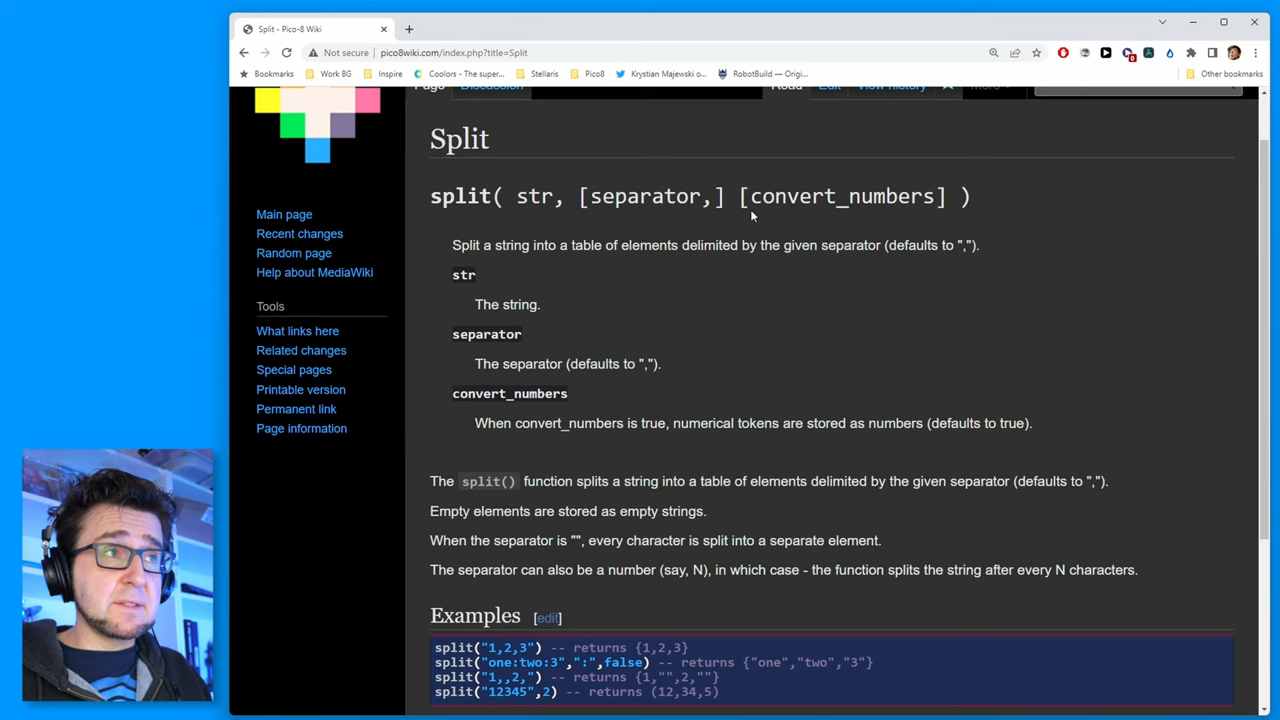 Split - Pico-8 Wiki
Not secure
pico8wiki.com/index.php?title=Split
Bookmarks
Work BG
Inspire
Coolors - The super...
Stellaris
Pico8
Krystian Majewski o...
RobotBuild — Origi...
Other bookmarks
Page
Discussion
Read
Edit
View history
More
Split
split( str, [separator,] [convert_numbers] )
Split a string into a table of elements delimited by the given separator (defaults to ",").
str
The string.
separator
The separator (defaults to ",").
convert_numbers
When convert_numbers is true, numerical tokens are stored as numbers (defaults to true).
The split() function splits a string into a table of elements delimited by the given separator (defaults to ",").
Empty elements are stored as empty strings.
When the separator is "", every character is split into a separate element.
The separator can also be a number (say, N), in which case - the function splits the string after every N characters.
Examples [edit]
split("1,2,3") -- returns {1,2,3}
split("one:two:3",":",false) -- returns {"one","two","3"}
split("1,,2,") -- returns {1,"",2,""}
split("12345",2) -- returns (12,34,5)
Main page
Recent changes
Random page
Help about MediaWiki
Tools
What links here
Related changes
Special pages
Printable version
Permanent link
Page information
0